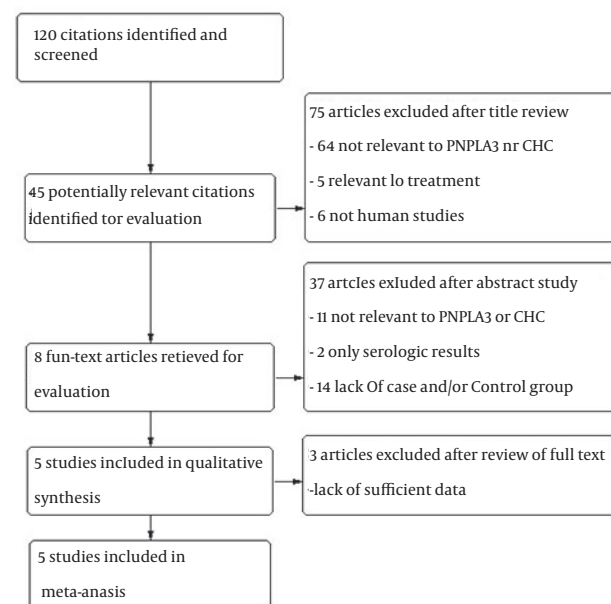 120 citations identified and
screened
75 articles excluded after title review
- 64 not relevant to PNPLA3 nr CHC
- 5 relevant lo treatment
- 6 not human studies
45 potentially relevant citations
identified tor evaluation
37 artcIes exIuded after abstract study
- 11 not relevant to PNPLA3 or CHC
- 2 only serologic results
- 14 lack Of case and/or Control group
8 fun-text articles retieved for
evaluation
5 studies incIuded in qualitative
synthesis
3 articles excluded after review of full text
-lack of sufficient data
5 studies included in
meta-anasis